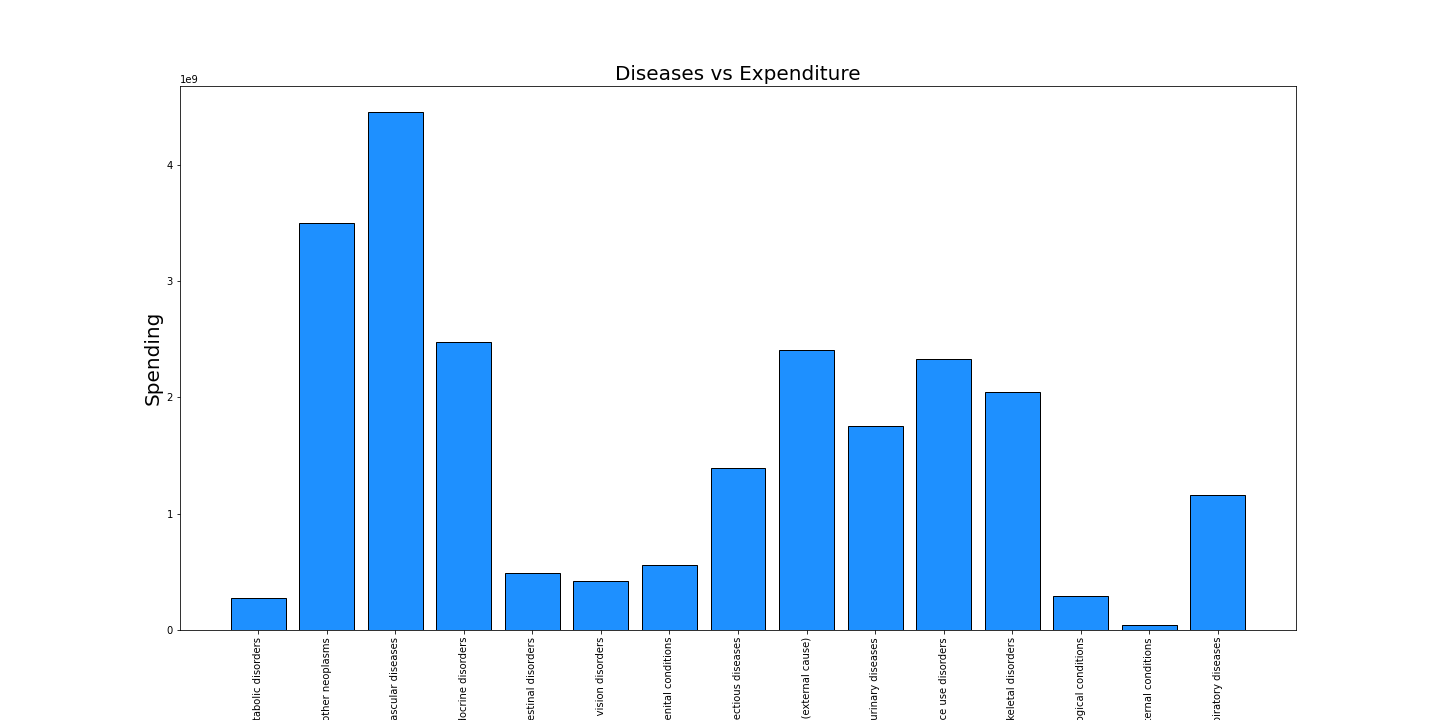 Diseases vs Expenditure
1e9
Spending
4
3
2
1
0
tabolic disorders
other neoplasms
ascular diseases
locrine disorders
estinal disorders
vision disorders
enital conditions
ectious diseases
(external cause)
urinary diseases
ce use disorders
keletal disorders
ogical conditions
ernal conditions
piratory diseases